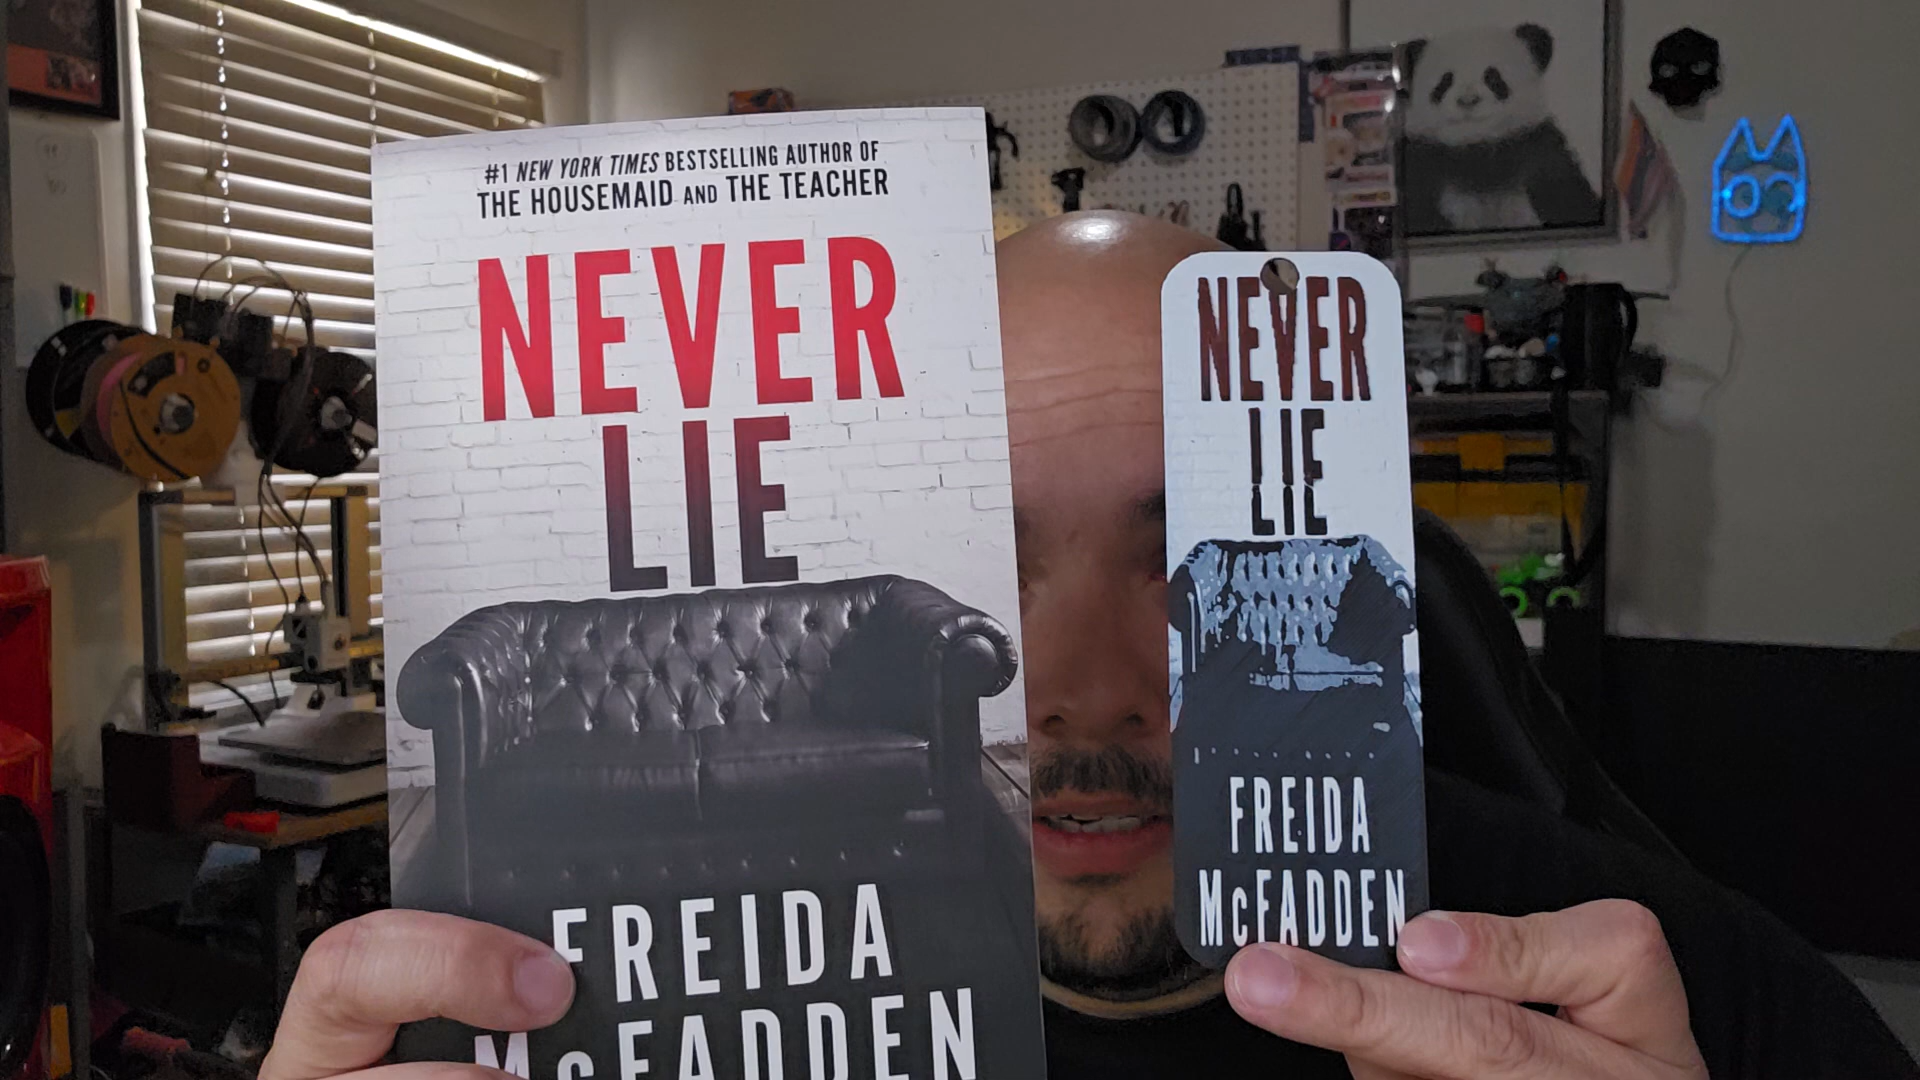 #1 NEW YORK TIMES BESTSELLING AUTHOR OF
THE HOUSEMAID AND THE TEACHER
NEVER
LIE
FREIDA
McFADDEN
NEVER
LIE
FREIDA
McFADDEN